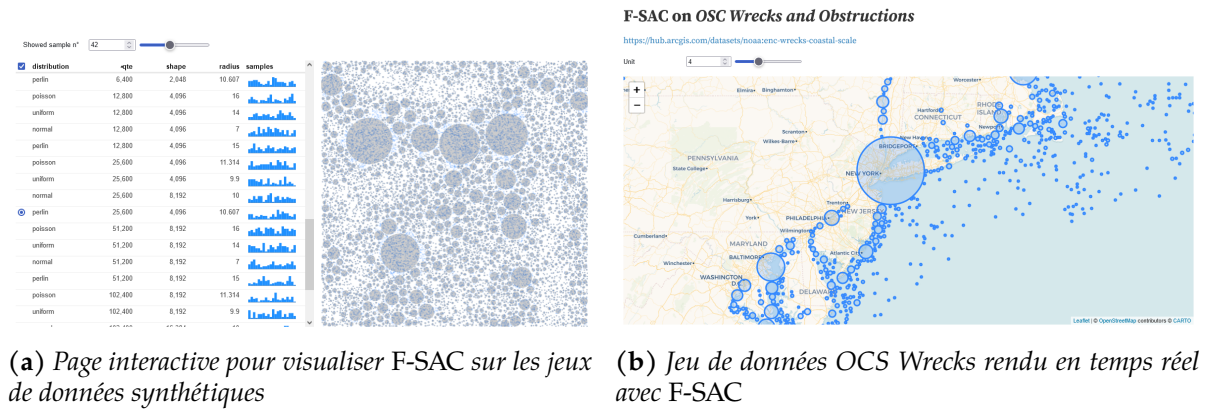 Showed sample n° 42
distribution qte shape radius samples
perlin 6,400 2,048 10.607
poisson 12,800 4,096 16
uniform 12,800 4,096 14
normal 12,800 4,096 7
perlin 12,800 4,096 15
poisson 25,600 4,096 11.314
uniform 25,600 4,096 9.9
normal 25,600 8,192 10
perlin 25,600 4,096 10.607
poisson 51,200 8,192 16
uniform 51,200 8,192 14
normal 51,200 8,192 7
perlin 51,200 8,192 15
poisson 102,400 8,192 11.314
uniform 102,400 8,192 9.9
(a) Page interactive pour visualiser F-SAC sur les jeux
de données synthétiques
F-SAC on OSC Wrecks and Obstructions
https://hub.arcgis.com/datasets/noaa:enc-wrecks-coastal-scale
Unit 4
+
−
Elmira
Binghamton
Worcester
Hartford
CONNECTICUT
RHODE
ISLAND
Newport
New Haven
BRIDGEPORT
Scranton
Wilkes-Barre
PENNSYLVANIA
State College
NEW YORK
Harrisburg
Trenton
York
PHILADELPHIA
NEW JERSEY
Cumberland
Wilmington
MARYLAND
Atlantic City
Winchester
BALTIMORE
WASHINGTON
D.C.
DELAWARE
Leaflet | © OpenStreetMap contributors © CARTO
(b) Jeu de données OCS Wrecks rendu en temps réel
avec F-SAC